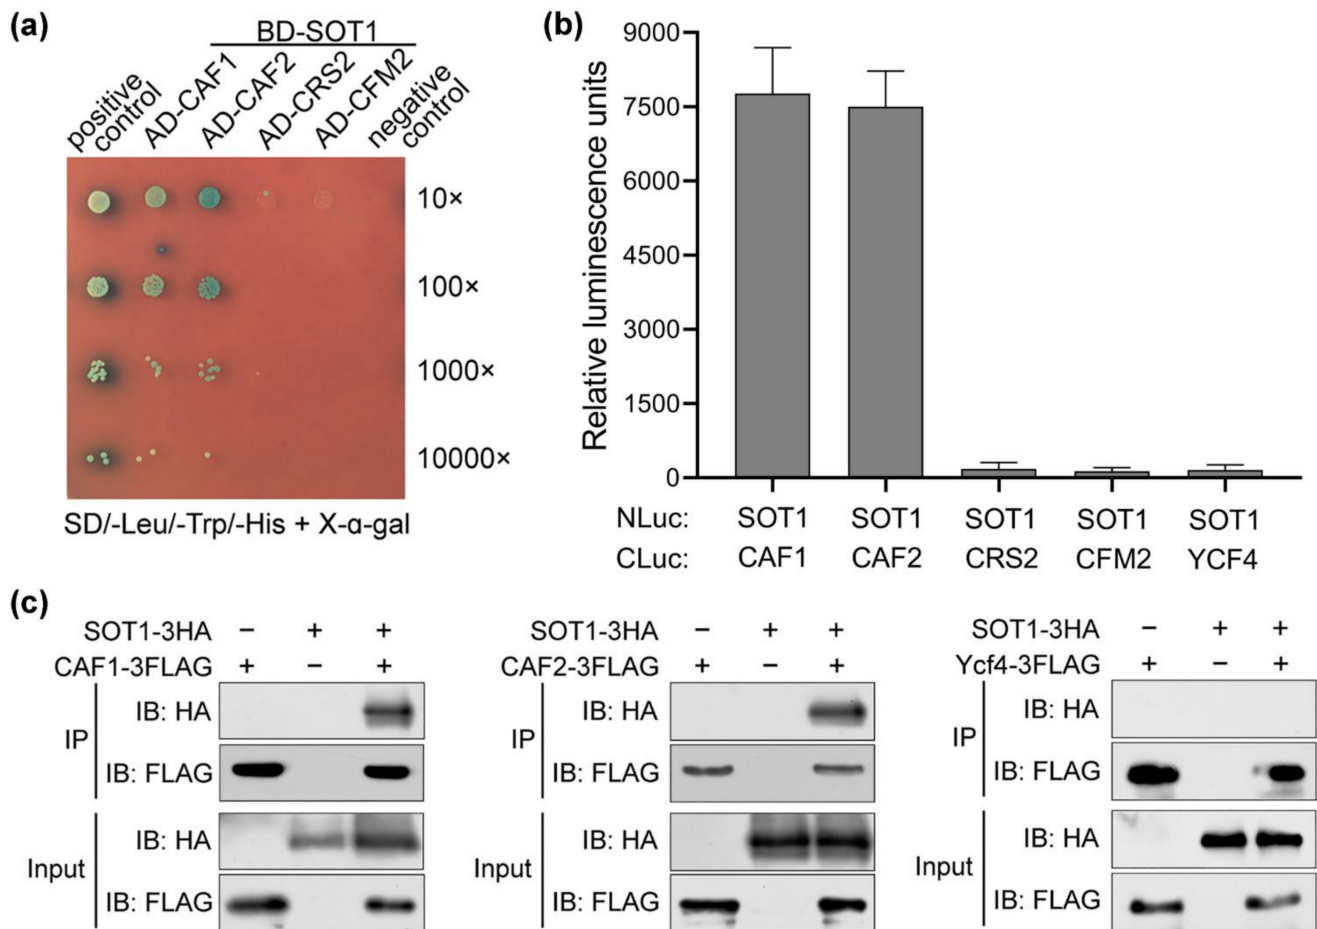 (a)
BD-SOT1
positive control
AD-CAF1
AD-CAF2
AD-CRS2
AD-CFM2
negative control
10×
100×
1000×
10000×
SD/-Leu/-Trp/-His + X-α-gal
(b)
Relative luminescence units
9000
7500
6000
4500
3000
1500
0
NLuc: SOT1 SOT1 SOT1 SOT1 SOT1
CLuc: CAF1 CAF2 CRS2 CFM2 YCF4
(c)
SOT1-3HA − + +
CAF1-3FLAG + − +
IP
IB: HA
IB: FLAG
Input
IB: HA
IB: FLAG
SOT1-3HA − + +
CAF2-3FLAG + − +
IP
IB: HA
IB: FLAG
Input
IB: HA
IB: FLAG
SOT1-3HA − + +
Ycf4-3FLAG + − +
IP
IB: HA
IB: FLAG
Input
IB: HA
IB: FLAG